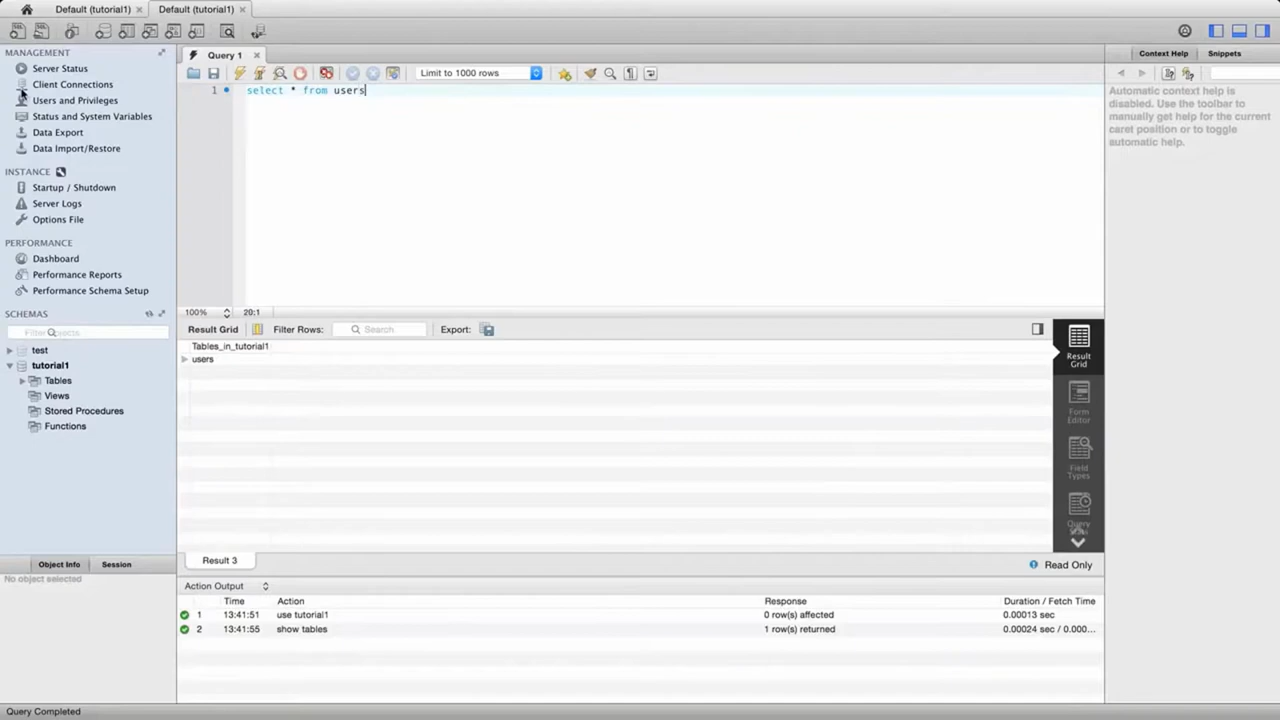 Default (tutorial1)
Default (tutorial1)
MANAGEMENT
Server Status
Client Connections
Users and Privileges
Status and System Variables
Data Export
Data Import/Restore
INSTANCE
Startup / Shutdown
Server Logs
Options File
PERFORMANCE
Dashboard
Performance Reports
Performance Schema Setup
SCHEMAS
test
tutorial1
Tables
Views
Stored Procedures
Functions
Object Info Session
No object selected
Query 1
Limit to 1000 rows
1 select * from users
100% 20:1
Result Grid Filter Rows: Search Export:
Tables_in_tutorial1
users
Result Grid
Form Editor
Field Types
Query
Result 3
Read Only
Action Output
Time Action Response Duration / Fetch Time
1 13:41:51 use tutorial1 0 row(s) affected 0.00013 sec
2 13:41:55 show tables 1 row(s) returned 0.00024 sec / 0.000...
Context Help Snippets
Automatic context help is
disabled. Use the toolbar to
manually get help for the current
caret position or to toggle
automatic help.
Query Completed